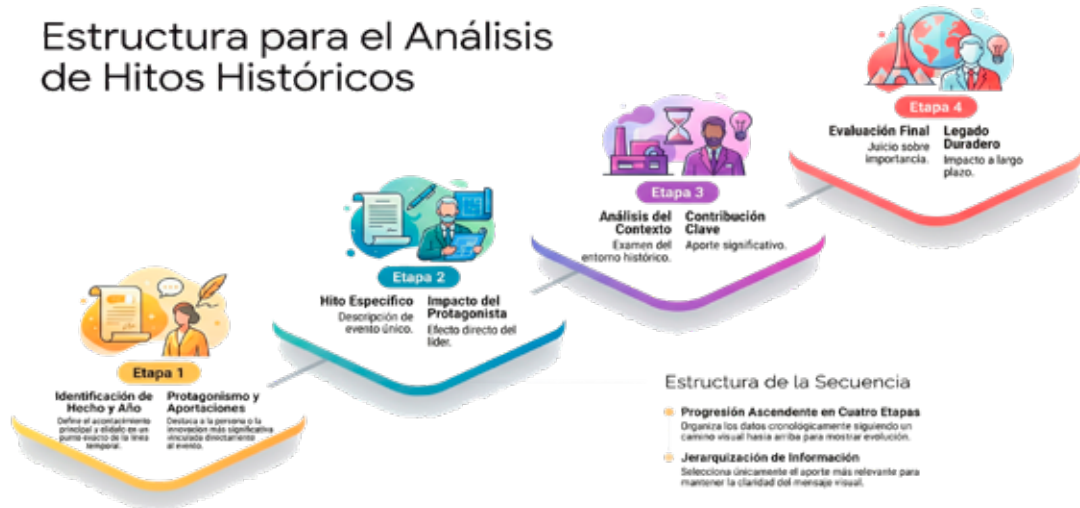 Estructura para el Análisis
de Hitos Históricos
Etapa 1
Identificación de
Hecho y Año
Define el acontecimiento
principal y sitúalo en un
punto exacto de la línea
temporal.
Protagonismo y
Aportaciones
Destaca a la persona o la
innovación más significativa
vinculada directamente
al evento.
Etapa 2
Hito Específico
Descripción de
evento único.
Impacto del
Protagonista
Efecto directo del
líder.
Etapa 3
Análisis del
Contexto
Examen del
entorno histórico.
Contribución
Clave
Aporte significativo.
Etapa 4
Evaluación Final
Juicio sobre
importancia.
Legado
Duradero
Impacto a largo
plazo.
Estructura de la Secuencia
Progresión Ascendente en Cuatro Etapas
Organiza los datos cronológicamente siguiendo un
camino visual hacia arriba para mostrar evolución.
Jerarquización de Información
Selecciona únicamente el aporte más relevante para
mantener la claridad del mensaje visual.